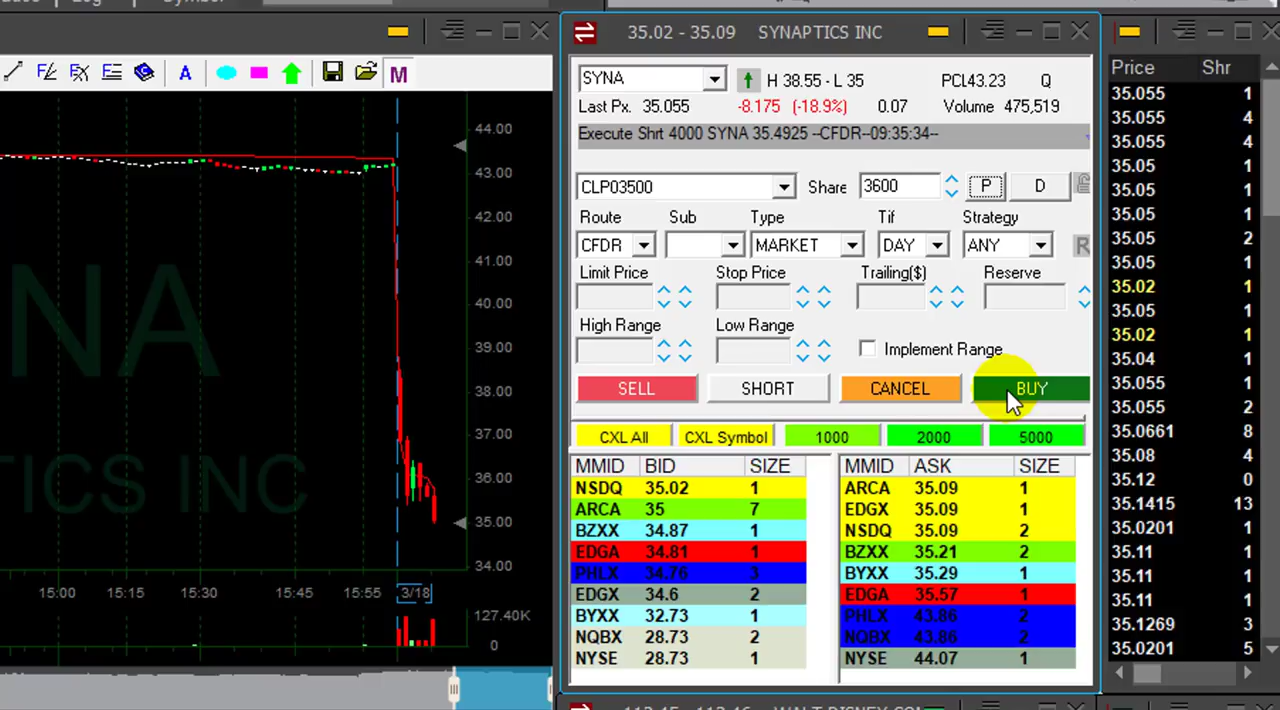 35.02 - 35.09 SYNAPTICS INC
A
M
SYNA
H 38.55 - L 35
PCL43.23 Q
Last Px. 35.055 -8.175 (-18.9%) 0.07 Volume 475,519
Execute Shrt 4000 SYNA 35.4925 --CFDR--09:35:34--
CLP03500 Share 3600 P D
Route Sub Type Tif Strategy
CFDR MARKET DAY ANY R
Limit Price Stop Price Trailing($) Reserve
High Range Low Range
Implement Range
SELL SHORT CANCEL BUY
CXL All CXL Symbol 1000 2000 5000
MMID BID SIZE MMID ASK SIZE
NSDQ 35.02 1 ARCA 35.09 1
ARCA 35 7 EDGX 35.09 1
BZXX 34.87 1 NSDQ 35.09 2
EDGA 34.81 1 BZXX 35.21 2
PHLX 34.76 3 BYXX 35.29 1
EDGX 34.6 2 EDGA 35.57 1
BYXX 32.73 1 PHLX 43.86 2
NQBX 28.73 2 NQBX 43.86 2
NYSE 28.73 1 NYSE 44.07 1
44.00
43.00
42.00
41.00
40.00
39.00
38.00
37.00
36.00
35.00
34.00
15:00 15:15 15:30 15:45 15:55 3/18
127.40K
0
NA
TICS INC
Price Shr
35.055 1
35.055 4
35.055 4
35.05 1
35.05 1
35.05 1
35.05 2
35.05 1
35.02 1
35.05 1
35.02 1
35.04 1
35.055 1
35.055 2
35.0661 8
35.08 4
35.12 0
35.1415 13
35.0201 1
35.11 1
35.11 1
35.11 1
35.1269 3
35.0201 5